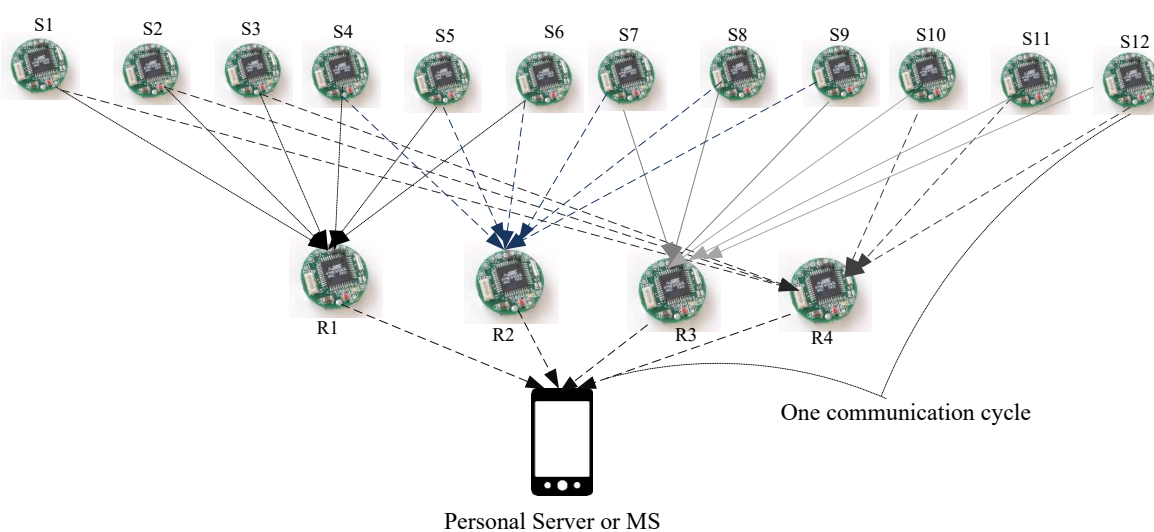 S1
S2
S3
S4
S5
S6
S7
S8
S9
S10
S11
S12
R1
R2
R3
R4
One communication cycle
Personal Server or MS